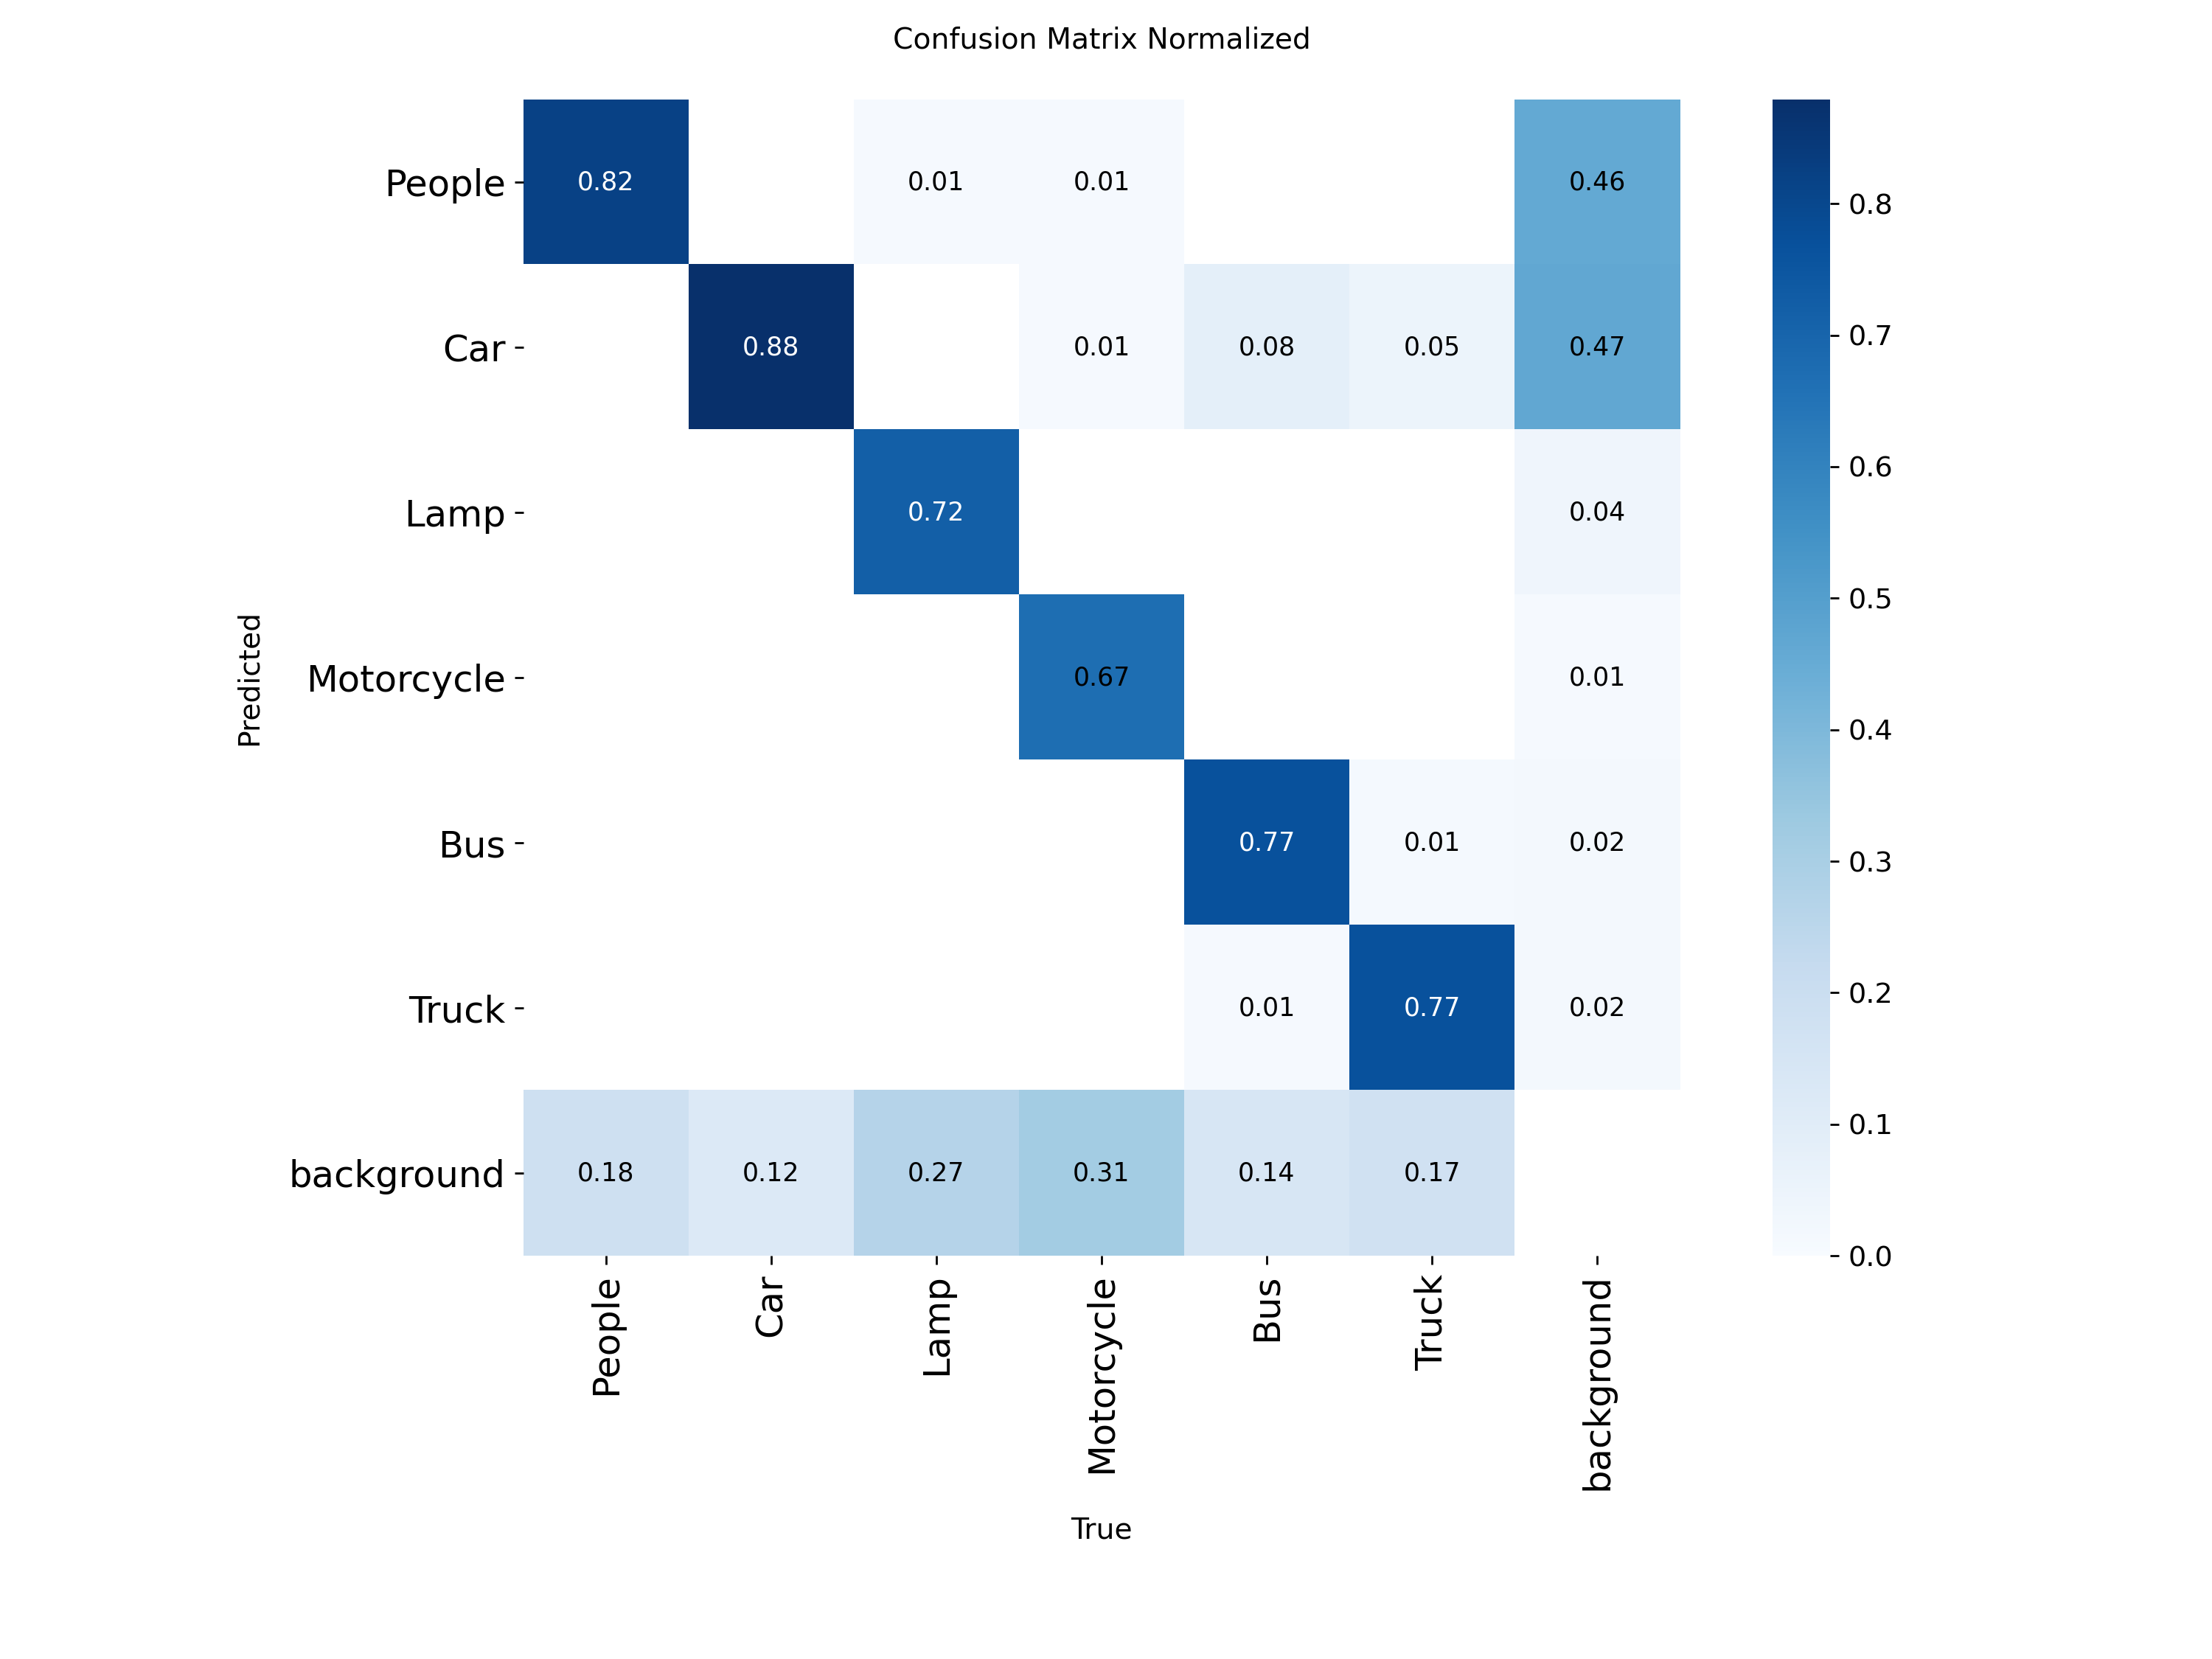 Confusion Matrix Normalized
People
0.82
0.01
0.01
0.46
Car
0.88
0.01
0.08
0.05
0.47
Lamp
0.72
0.04
Motorcycle
0.67
0.01
Bus
0.77
0.01
0.02
Truck
0.01
0.77
0.02
background
0.18
0.12
0.27
0.31
0.14
0.17
Predicted
People
Car
Lamp
Motorcycle
Bus
Truck
background
True
0.8
0.7
0.6
0.5
0.4
0.3
0.2
0.1
0.0